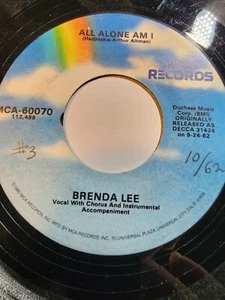 ALL ALONE AM I
(Hadjidakis-Arthur Altman)
RECORDS
MCA-60070
112,498
Duchess Music
Corp. (BMI)
ORIGINALLY
RELEASED AS
DECCA 31424
on 9-24-62
#3
10/62
BRENDA LEE
Vocal With Chorus And Instrumental
Accompaniment